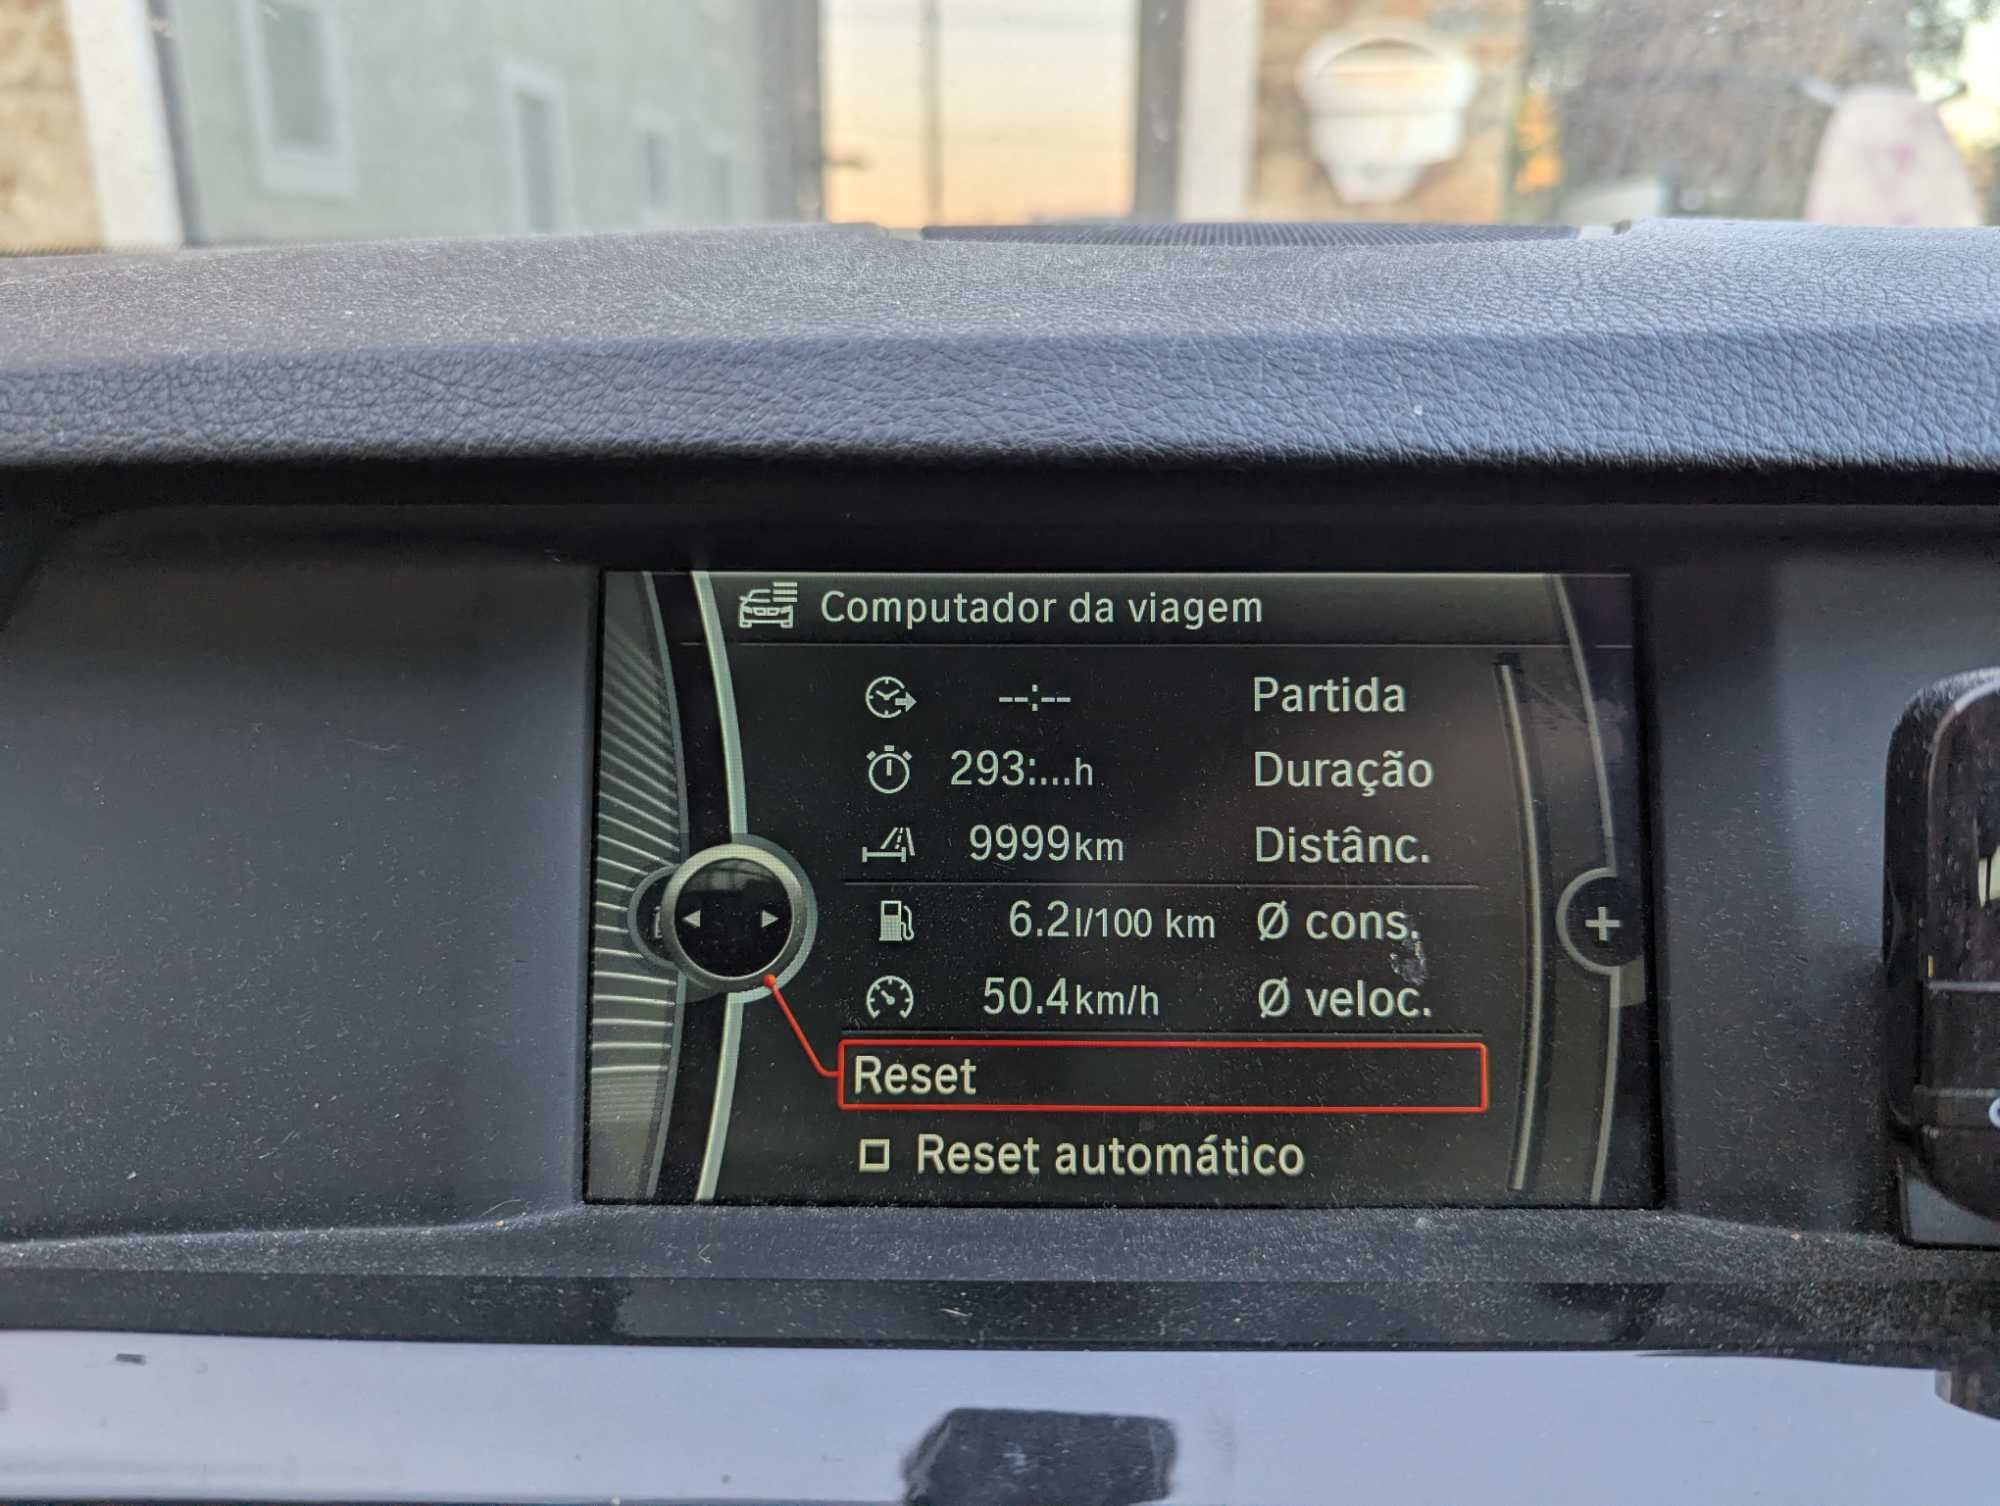 Computador da viagem
--:-- Partida
293:...h Duração
9999km Distânc.
6.2l/100 km Ø cons.
50.4km/h Ø veloc.
Reset
Reset automático